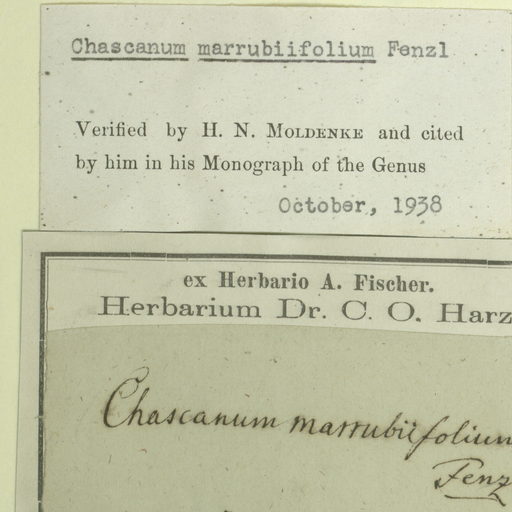 Chascanum marrubiifolium Fenzl
Verified by H. N. Moldenke and cited
by him in his Monograph of the Genus
October, 1938
ex Herbario A. Fischer.
Herbarium Dr. C. O. Harz
Chascanum marrubiifolium
Fenz